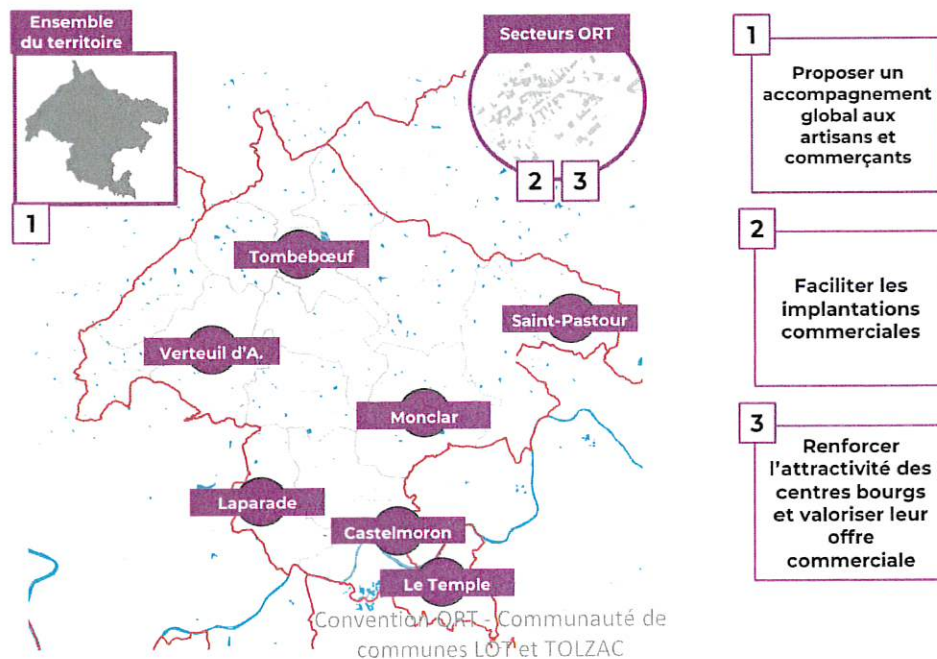 Ensemble
du territoire
1
Secteurs ORT
2 3
Tombebœuf
Saint-Pastour
Verteuil d'A.
Monclar
Laparade
Castelmoron
Le Temple
Convention ORT - Communauté de
communes LOT et TOLZAC
1
Proposer un
accompagnement
global aux
artisans et
commerçants
2
Faciliter les
implantations
commerciales
3
Renforcer
l'attractivité des
centres bourgs
et valoriser leur
offre
commerciale